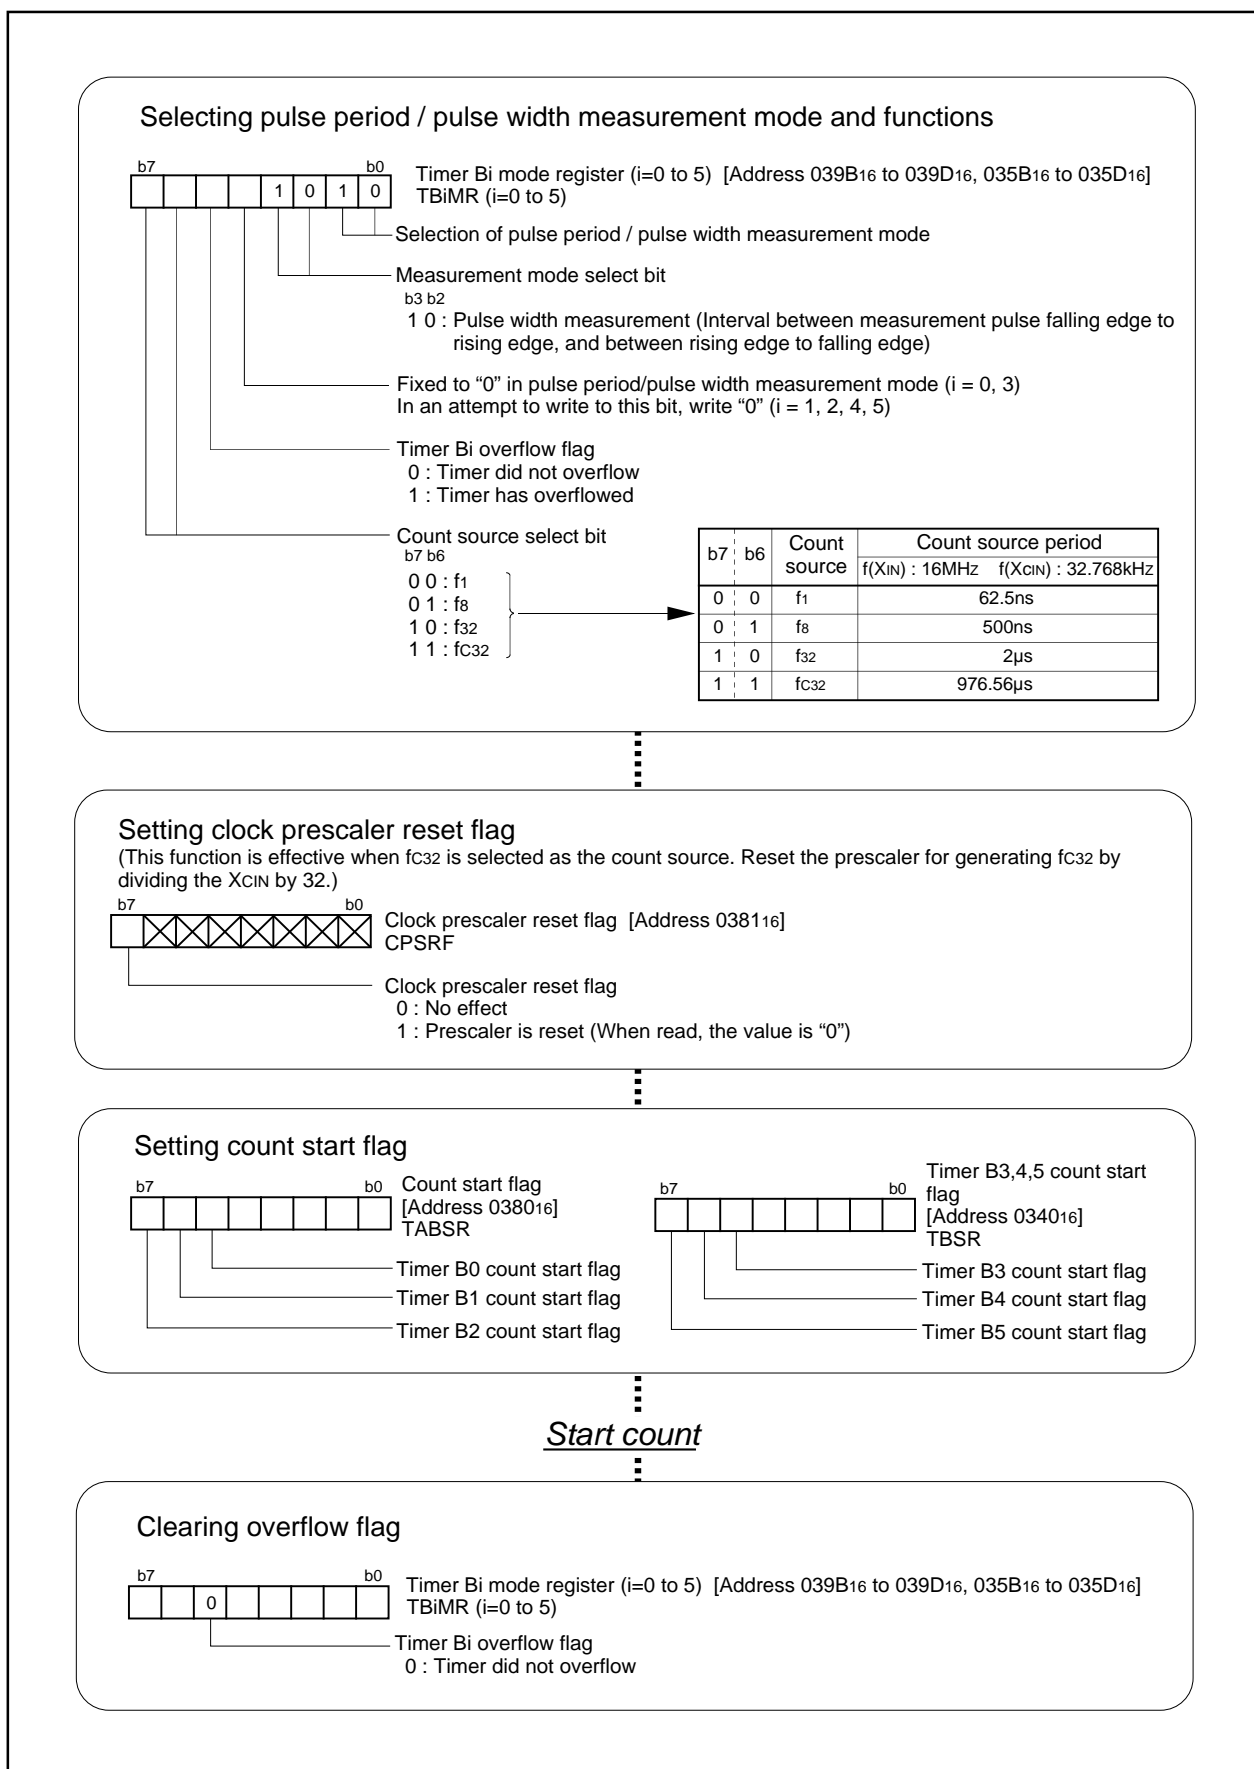 Selecting pulse period / pulse width measurement mode and functions
b7 b0
1 0 1 0
Timer Bi mode register (i=0 to 5) [Address 039B16 to 039D16, 035B16 to 035D16]
TBiMR (i=0 to 5)
Selection of pulse period / pulse width measurement mode
Measurement mode select bit
b3 b2
1 0 : Pulse width measurement (Interval between measurement pulse falling edge to
rising edge, and between rising edge to falling edge)
Fixed to “0” in pulse period/pulse width measurement mode (i = 0, 3)
In an attempt to write to this bit, write “0” (i = 1, 2, 4, 5)
Timer Bi overflow flag
0 : Timer did not overflow
1 : Timer has overflowed
Count source select bit
b7 b6
0 0 : f1
0 1 : f8
1 0 : f32
1 1 : fC32
b7 b6 Count source Count source period
f(XIN) : 16MHZ f(XCIN) : 32.768kHZ
0 0 f1 62.5ns
0 1 f8 500ns
1 0 f32 2µs
1 1 fC32 976.56µs
Setting clock prescaler reset flag
(This function is effective when fC32 is selected as the count source. Reset the prescaler for generating fC32 by
dividing the XCIN by 32.)
b7 b0
Clock prescaler reset flag [Address 038116]
CPSRF
Clock prescaler reset flag
0 : No effect
1 : Prescaler is reset (When read, the value is “0”)
Setting count start flag
b7 b0
Count start flag
[Address 038016]
TABSR
Timer B0 count start flag
Timer B1 count start flag
Timer B2 count start flag
b7 b0
Timer B3,4,5 count start
flag
[Address 034016]
TBSR
Timer B3 count start flag
Timer B4 count start flag
Timer B5 count start flag
Start count
Clearing overflow flag
b7 b0
0
Timer Bi mode register (i=0 to 5) [Address 039B16 to 039D16, 035B16 to 035D16]
TBiMR (i=0 to 5)
Timer Bi overflow flag
0 : Timer did not overflow